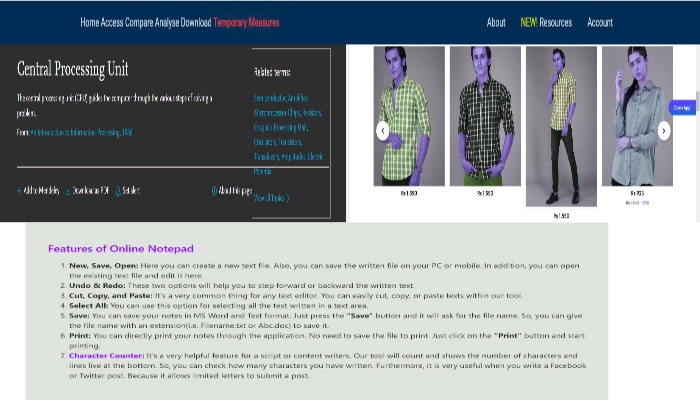 Home Access Compare Analyse Download Temporary Measures
About NEW! Resources Account
Central Processing Unit
The central processing unit (CPU) guides the computer through the various steps of solving a
problem.
From: An Introduction to Information Processing, 1986
Add to Mendeley Download as PDF Set alert About this page
Related terms:
Semiconductor, Amplifier,
Microprocessor Chips, Resistors,
Graphics Processing Unit,
Oscillators, Transistors,
Transducers, Amplitudes, Electric
Potential
View all Topics
Open App
Rs 1,550
Rs 1,550
Rs 1,550
Rs 925
Features of Online Notepad
1. New, Save, Open: Here you can create a new text file. Also, you can save the written file on your PC or mobile. In addition, you can open
the existing text file and edit it here.
2. Undo & Redo: These two options will help you to step forward or backward the written text.
3. Cut, Copy, and Paste: It's a very common thing for any text editor. You can easily cut, copy, or paste texts within our tool.
4. Select All: You can use this option for selecting all the text written in a text area.
5. Save: You can save your notes in MS Word and Text format. Just press the "Save" button and it will ask for the file name. So, you can give
the file name with an extension(i.e. Filename.txt or Abc.doc) to save it.
6. Print: You can directly print your notes through the application. No need to save the file to print. Just click on the "Print" button and start
printing.
7. Character Counter: It's a very helpful feature for a script or content writers. Our tool will count and shows the number of characters and
lines live at the bottom. So, you can check how many characters you have written. Furthermore, it is very useful when you write a Facebook
or Twitter post. Because it allows limited letters to submit a post.